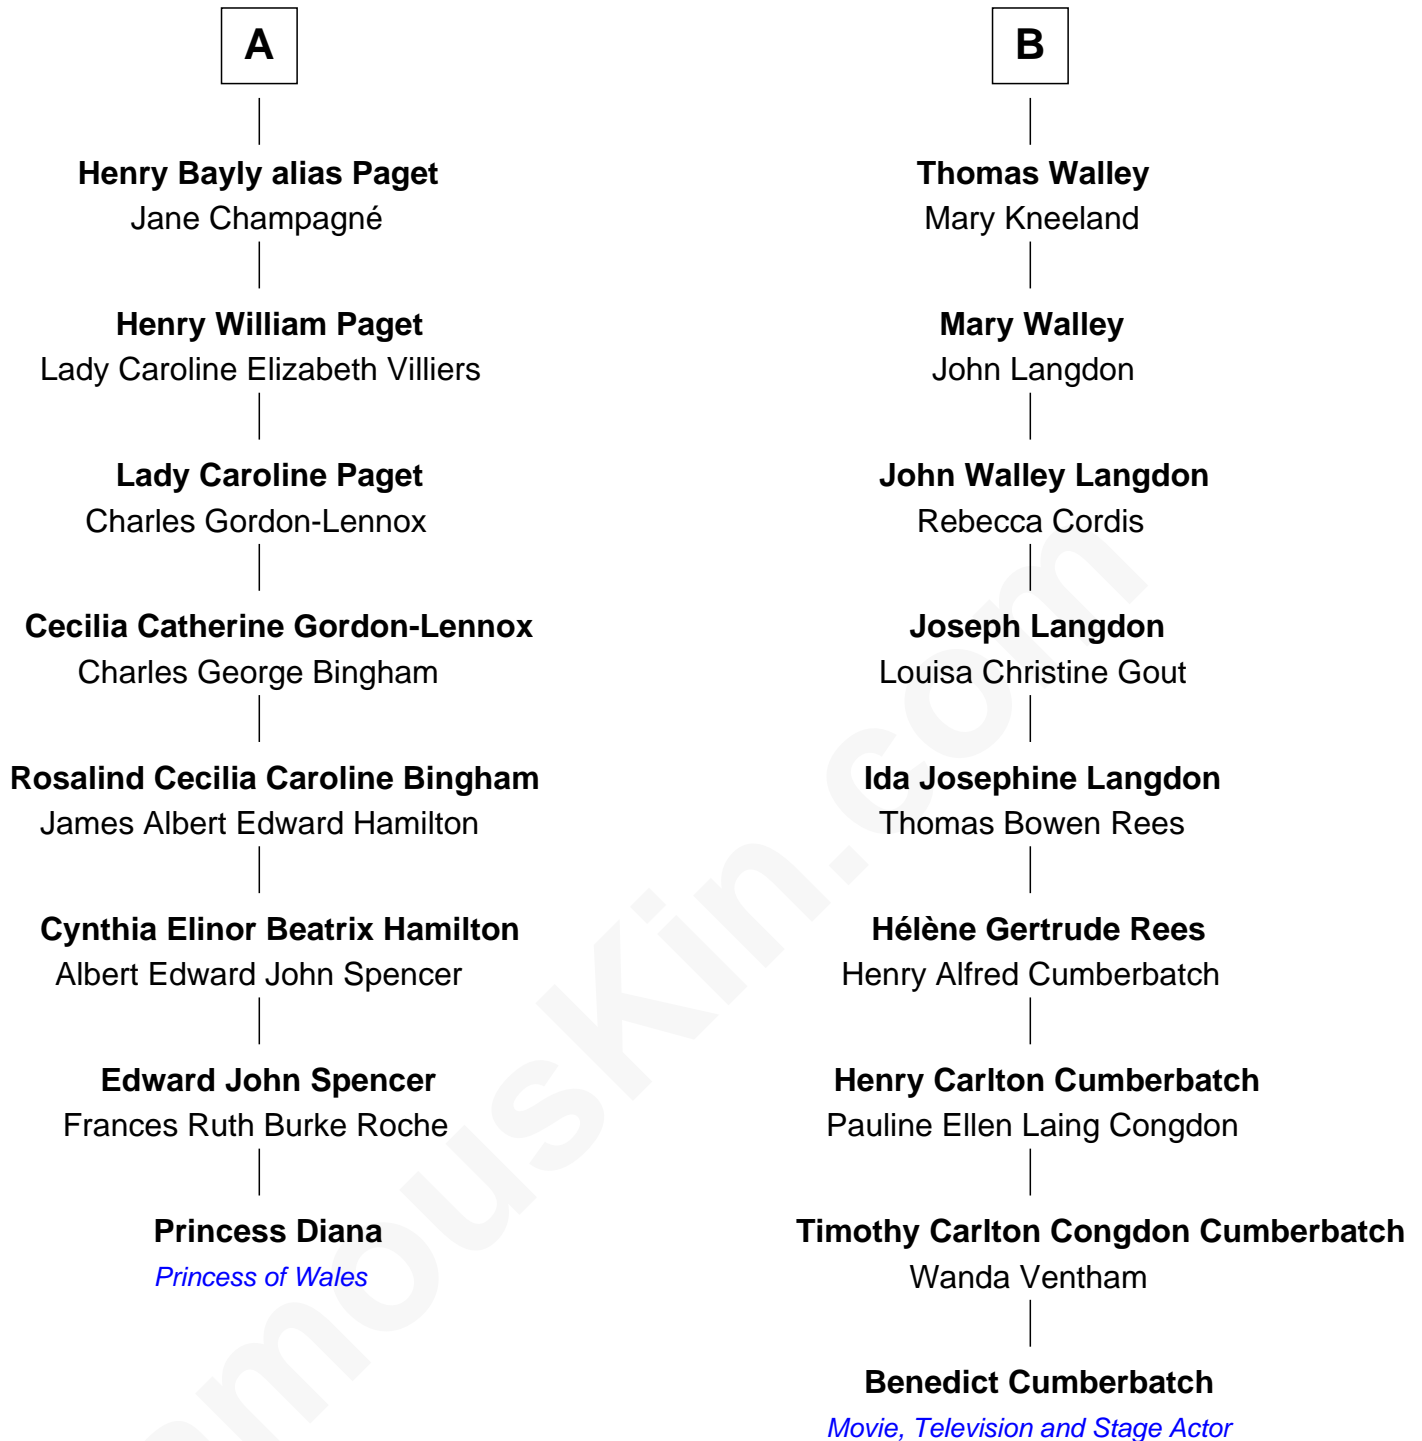 A
Henry Bayly alias Paget
Jane Champagné
Henry William Paget
Lady Caroline Elizabeth Villiers
Lady Caroline Paget
Charles Gordon-Lennox
Cecilia Catherine Gordon-Lennox
Charles George Bingham
Rosalind Cecilia Caroline Bingham
James Albert Edward Hamilton
Cynthia Elinor Beatrix Hamilton
Albert Edward John Spencer
Edward John Spencer
Frances Ruth Burke Roche
Princess Diana
Princess of Wales
B
Thomas Walley
Mary Kneeland
Mary Walley
John Langdon
John Walley Langdon
Rebecca Cordis
Joseph Langdon
Louisa Christine Gout
Ida Josephine Langdon
Thomas Bowen Rees
Hélène Gertrude Rees
Henry Alfred Cumberbatch
Henry Carlton Cumberbatch
Pauline Ellen Laing Congdon
Timothy Carlton Congdon Cumberbatch
Wanda Ventham
Benedict Cumberbatch
Movie, Television and Stage Actor
amousKin.com